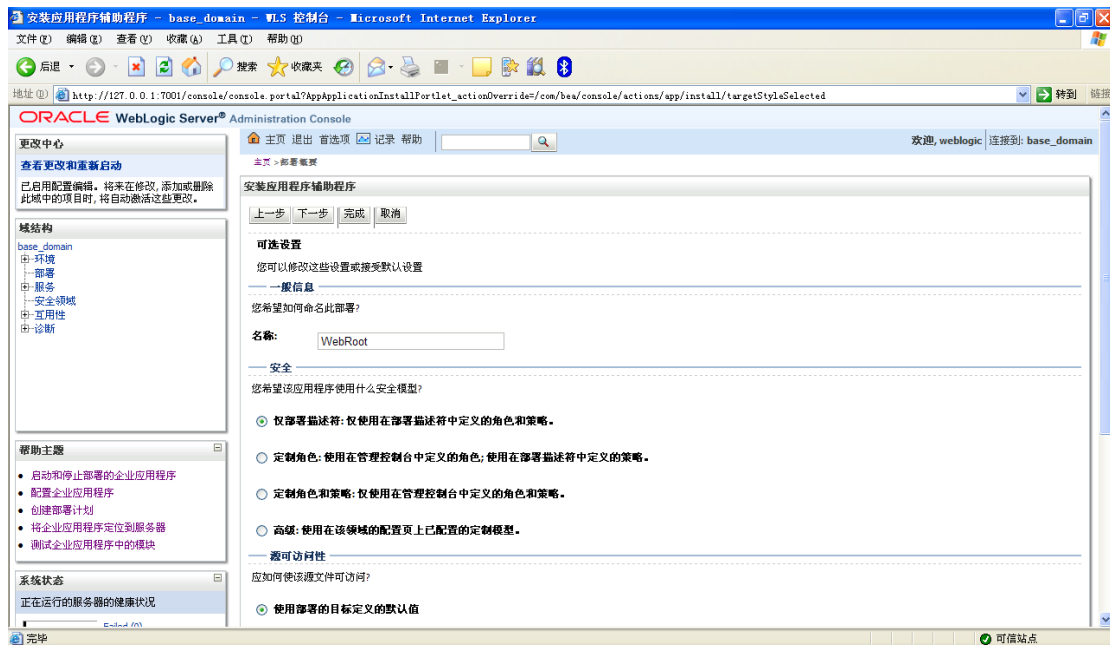 安装应用程序辅助程序 - base_domain - WLS 控制台 - Microsoft Internet Explorer
文件(F) 编辑(E) 查看(V) 收藏(A) 工具(T) 帮助(H)
后退 搜索 收藏夹
地址(D) http://127.0.0.1:7001/console/console.portal?AppApplicationInstallPortlet_actionOverride=/com/bea/console/actions/app/install/targetStyleSelected 转到 链接
ORACLE WebLogic Server® Administration Console
更改中心
查看更改和重新启动
已启用配置编辑。将来在修改, 添加或删除
此域中的项目时, 将自动激活这些更改。
域结构
base_domain
环境
部署
服务
安全领域
互用性
诊断
帮助主题
启动和停止部署的企业应用程序
配置企业应用程序
创建部署计划
将企业应用程序定位到服务器
测试企业应用程序中的模块
系统状态
正在运行的服务器的健康状况
Failed (0)
主页 退出 首选项 记录 帮助
欢迎, weblogic 连接到: base_domain
主页 >部署概要
安装应用程序辅助程序
上一步 下一步 完成 取消
可选设置
您可以修改这些设置或接受默认设置
一般信息
您希望如何命名此部署?
名称: WebRoot
安全
您希望该应用程序使用什么安全模型?
仅部署描述符: 仅使用在部署描述符中定义的角色和策略。
定制角色: 使用在管理控制台中定义的角色; 使用在部署描述符中定义的策略。
定制角色和策略: 仅使用在管理控制台中定义的角色和策略。
高级: 使用在该领域的配置页上已配置的定制模型。
源可访问性
应如何使该源文件可访问?
使用部署的目标定义的默认值
完毕 可信站点